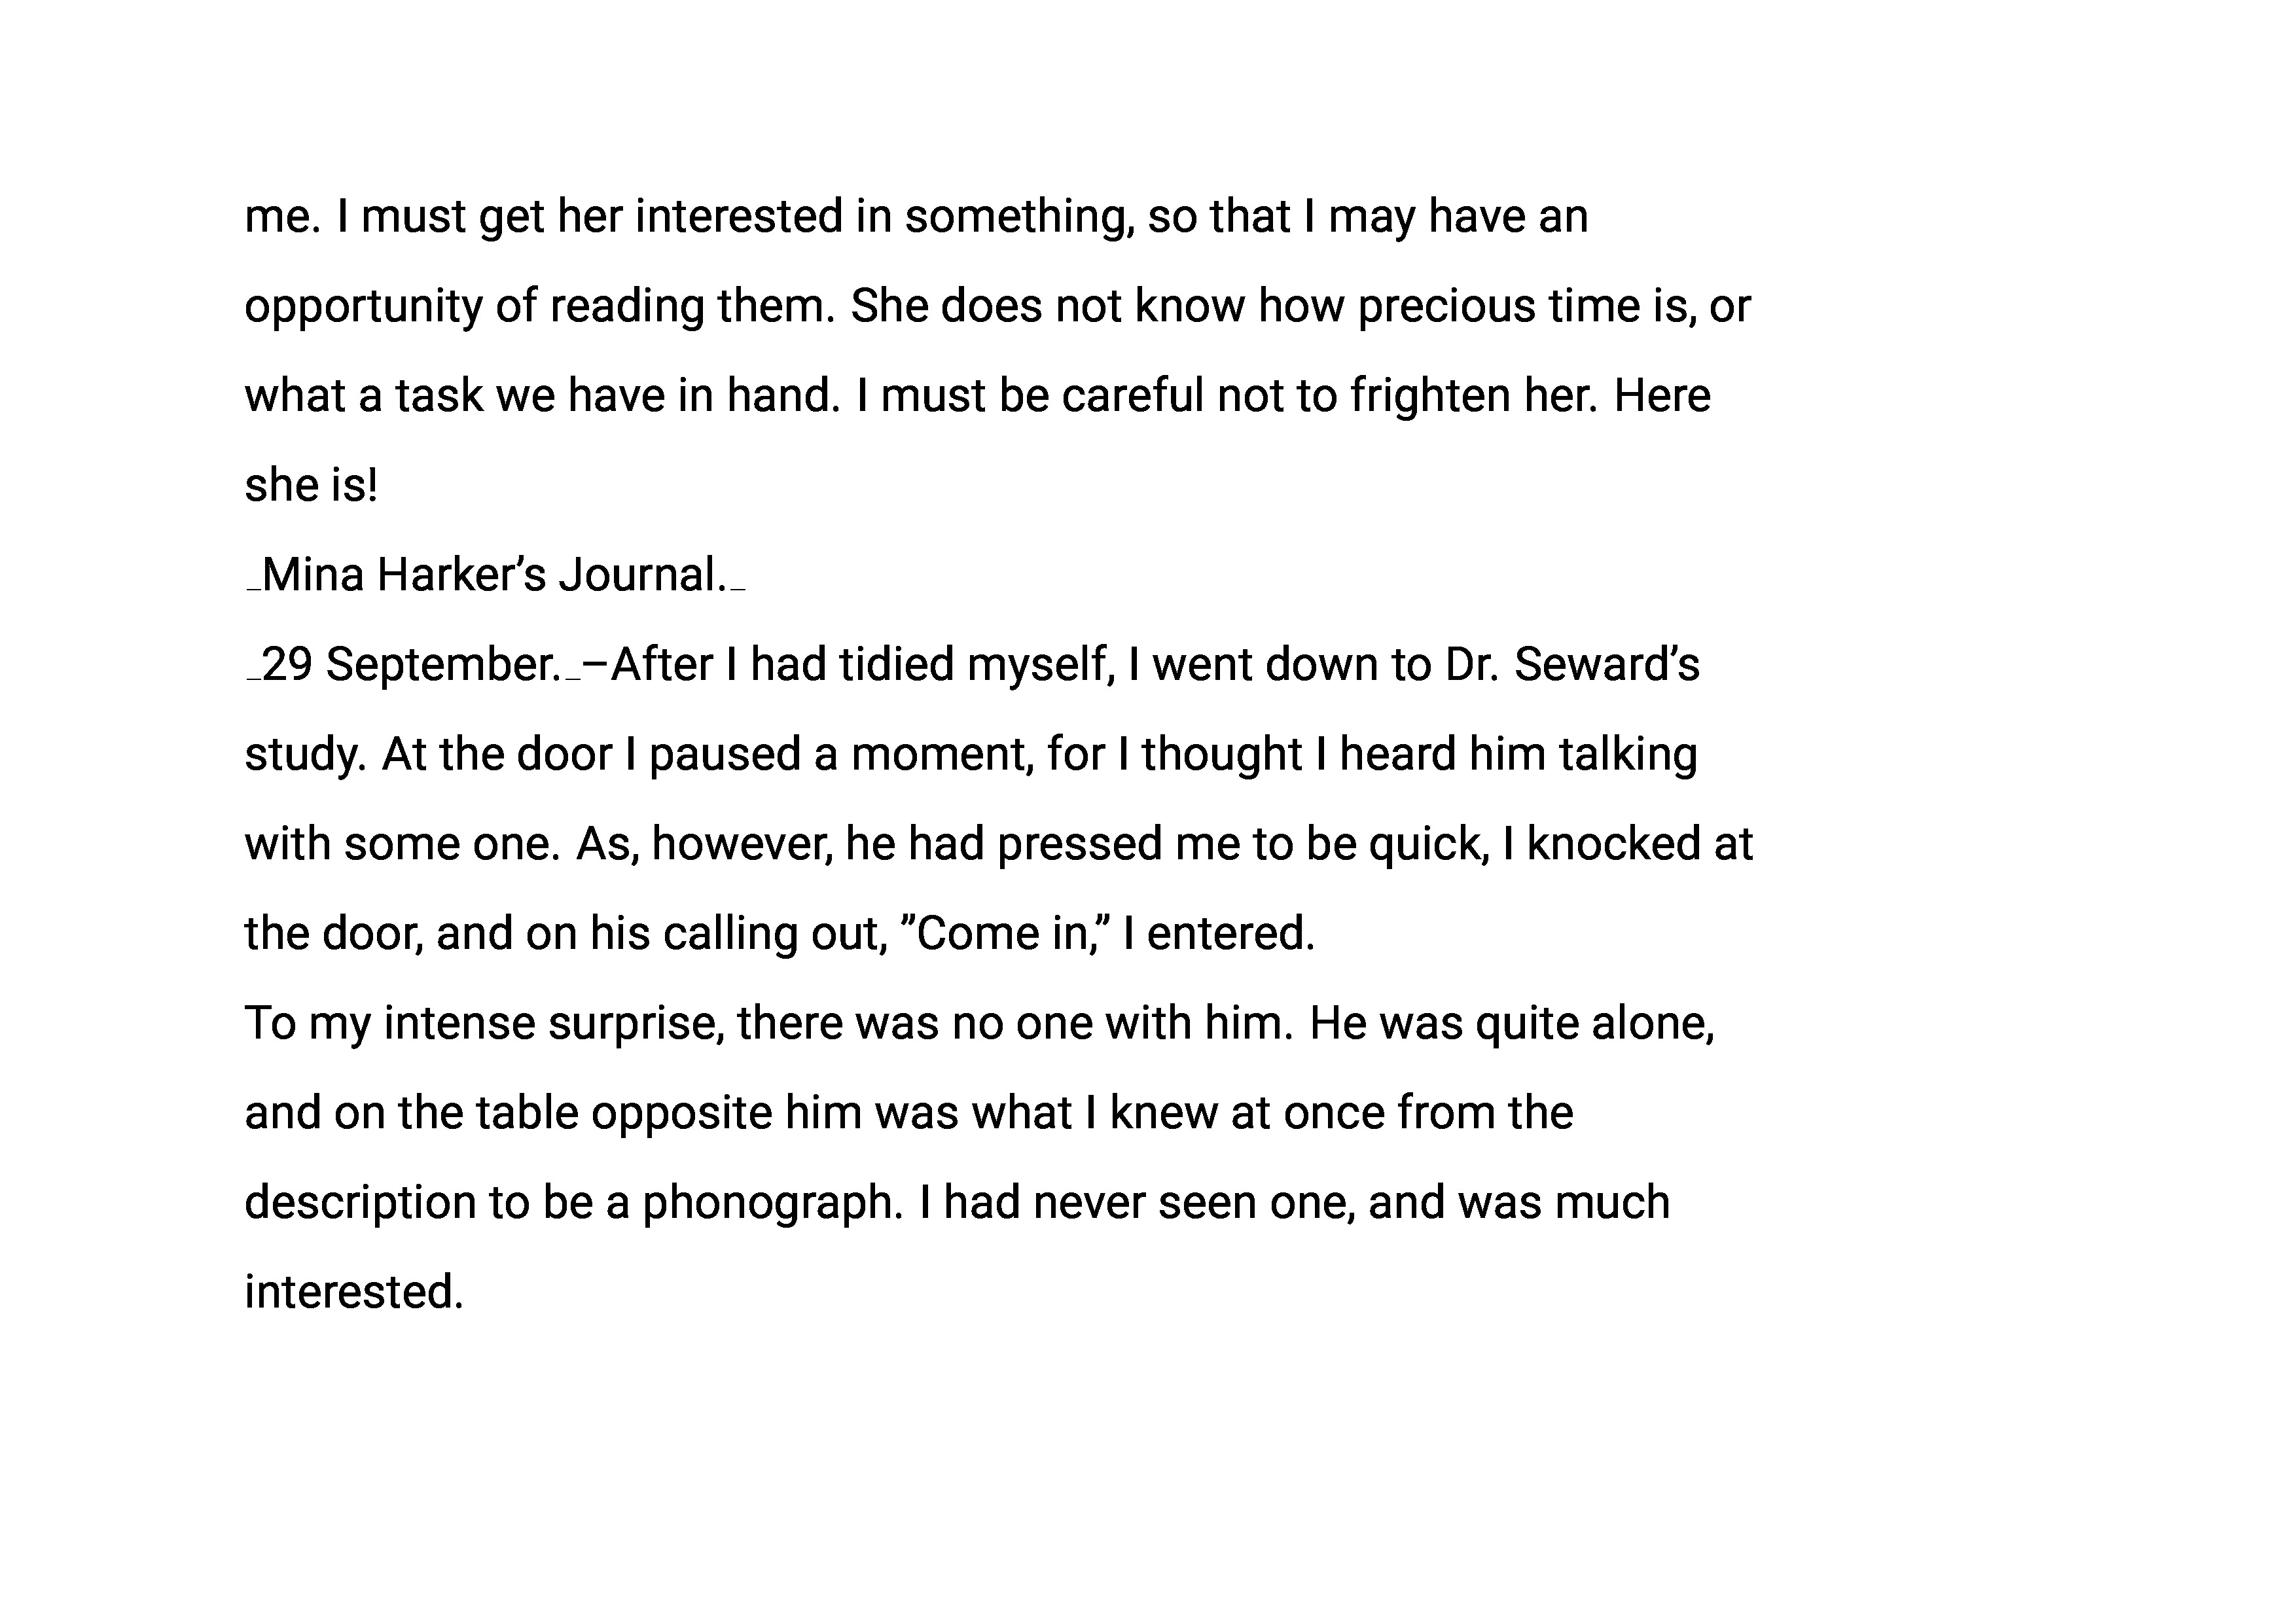 me. I must get her interested in something, so that I may have an
opportunity of reading them. She does not know how precious time is, or
what a task we have in hand. I must be careful not to frighten her. Here
she is!
_Mina Harker’s Journal._
_29 September._–After I had tidied myself, I went down to Dr. Seward’s
study. At the door I paused a moment, for I thought I heard him talking
with some one. As, however, he had pressed me to be quick, I knocked at
the door, and on his calling out, ”Come in,” I entered.
To my intense surprise, there was no one with him. He was quite alone,
and on the table opposite him was what I knew at once from the
description to be a phonograph. I had never seen one, and was much
interested.